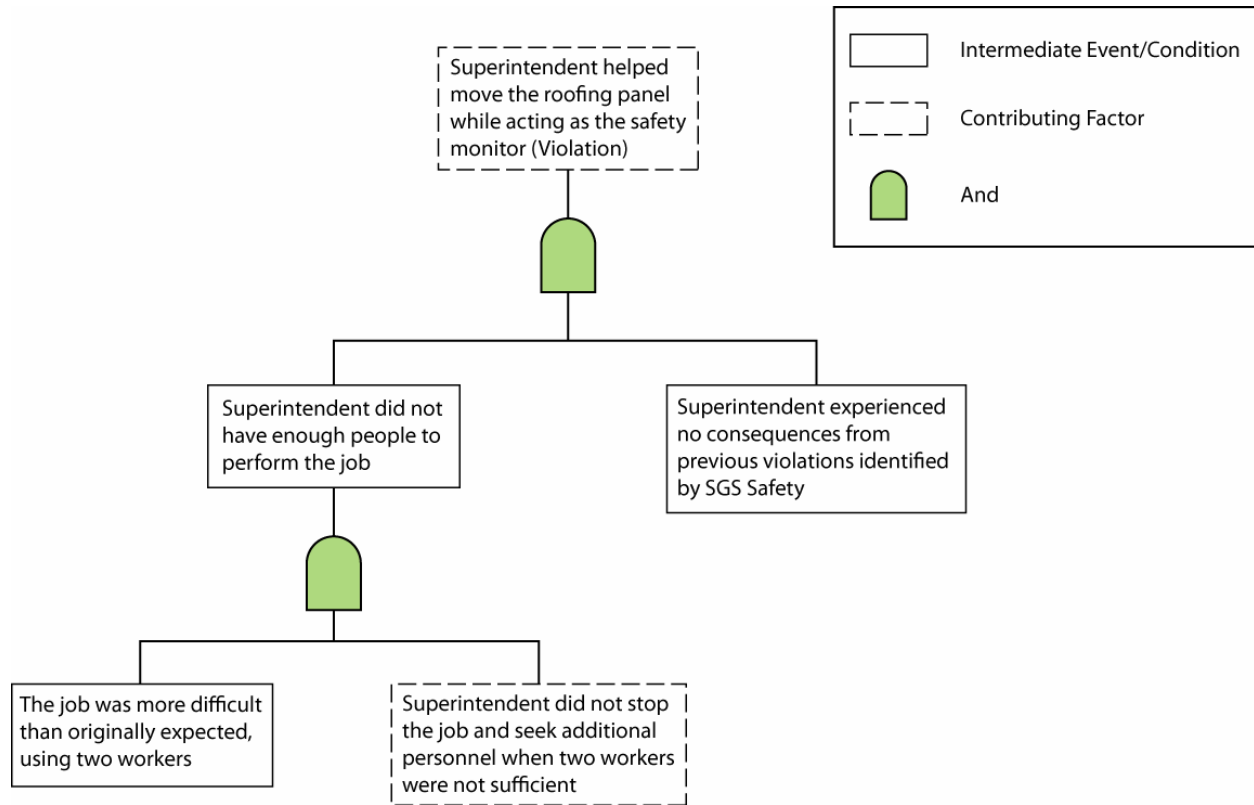 Superintendent helped
move the roofing panel
while acting as the safety
monitor (Violation)
Intermediate Event/Condition
Contributing Factor
And
Superintendent did not
have enough people to
perform the job
Superintendent experienced
no consequences from
previous violations identified
by SGS Safety
The job was more difficult
than originally expected,
using two workers
Superintendent did not stop
the job and seek additional
personnel when two workers
were not sufficient